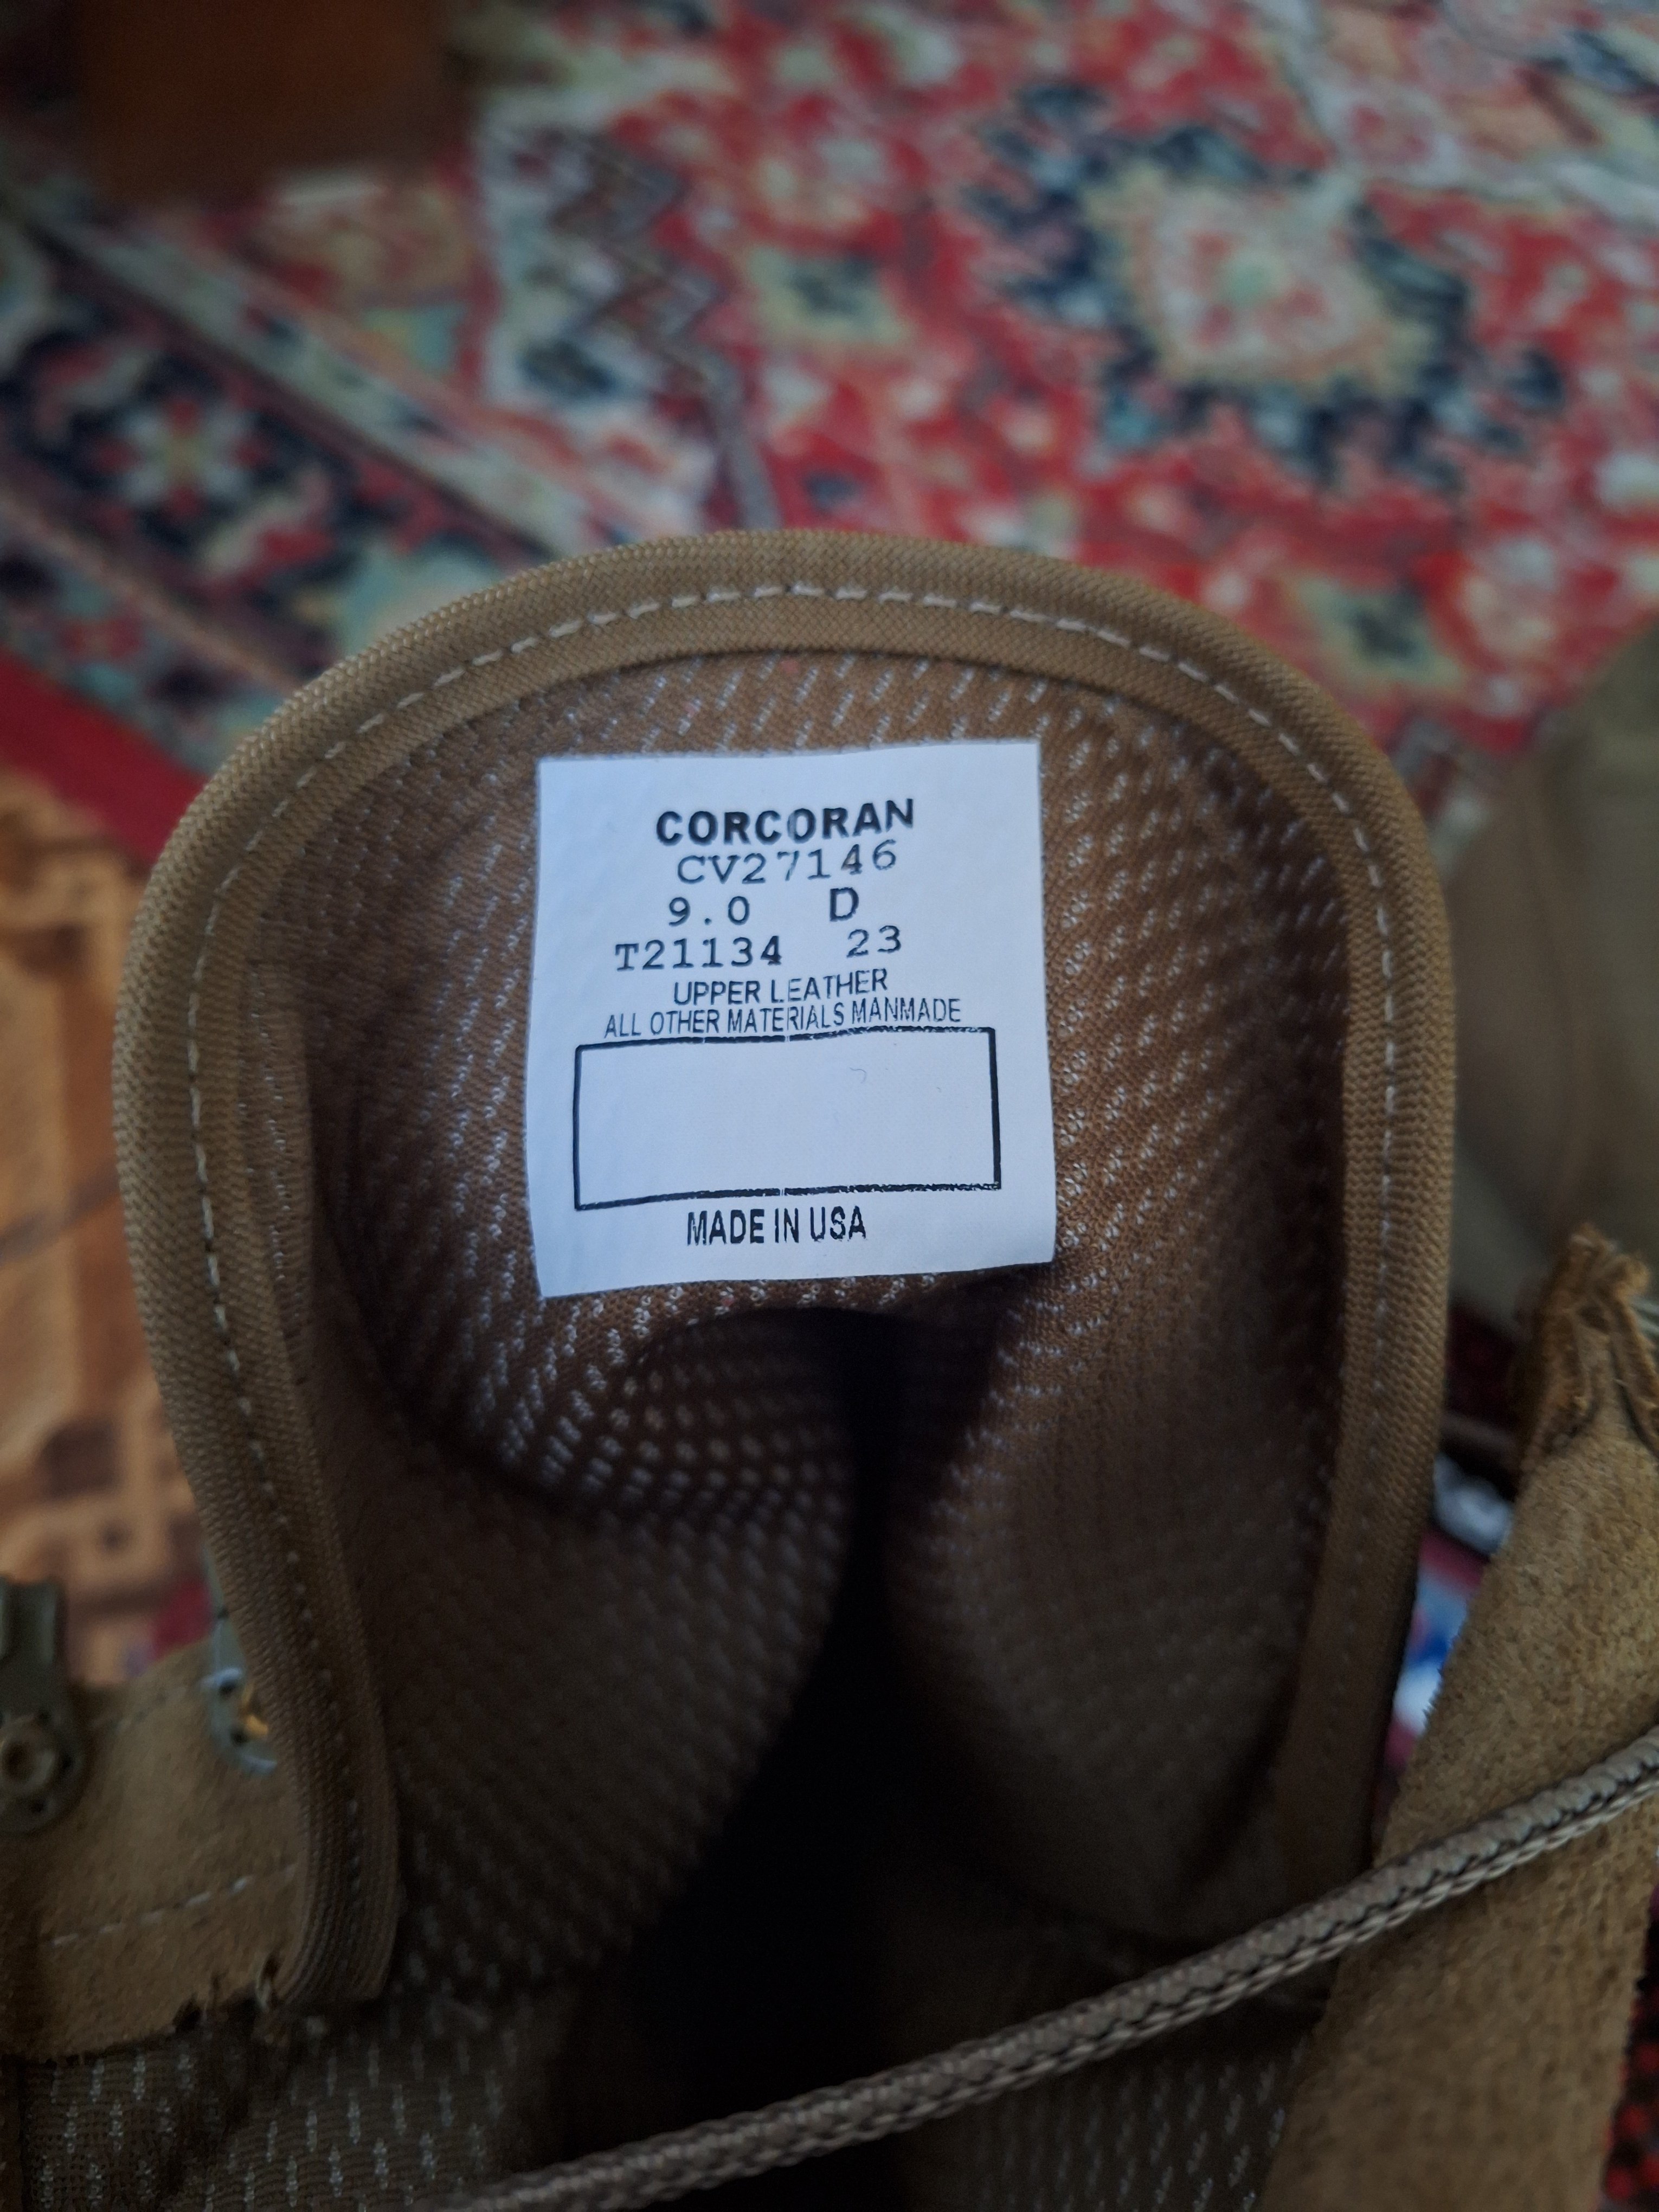 CORCORAN
CV27146
9.0 D
T21134 23
UPPER LEATHER
ALL OTHER MATERIALS MANMADE
MADE IN USA